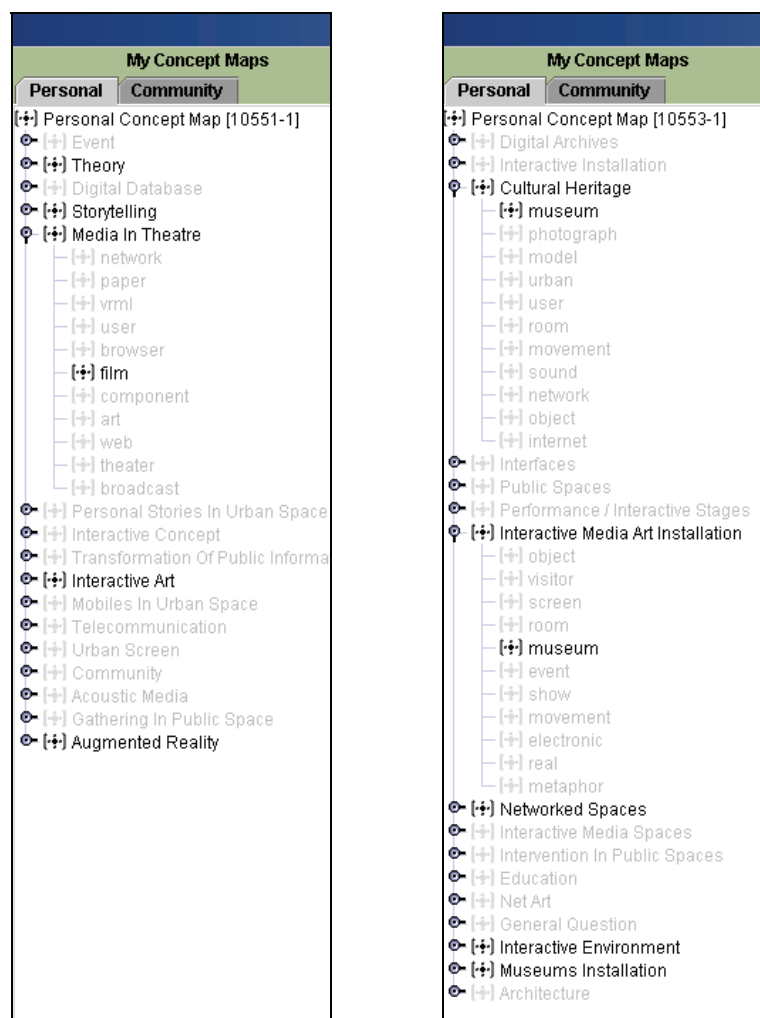 My Concept Maps
Personal Community
Personal Concept Map [10551-1]
Event
Theory
Digital Database
Storytelling
Media In Theatre
network
paper
vrml
user
browser
film
component
art
web
theater
broadcast
Personal Stories In Urban Space
Interactive Concept
Transformation Of Public Informa
Interactive Art
Mobiles In Urban Space
Telecommunication
Urban Screen
Community
Acoustic Media
Gathering In Public Space
Augmented Reality
My Concept Maps
Personal Community
Personal Concept Map [10553-1]
Digital Archives
Interactive Installation
Cultural Heritage
museum
photograph
model
urban
user
room
movement
sound
network
object
internet
Interfaces
Public Spaces
Performance / Interactive Stages
Interactive Media Art Installation
object
visitor
screen
room
museum
event
show
movement
electronic
real
metaphor
Networked Spaces
Interactive Media Spaces
Intervention In Public Spaces
Education
Net Art
General Question
Interactive Environment
Museums Installation
Architecture